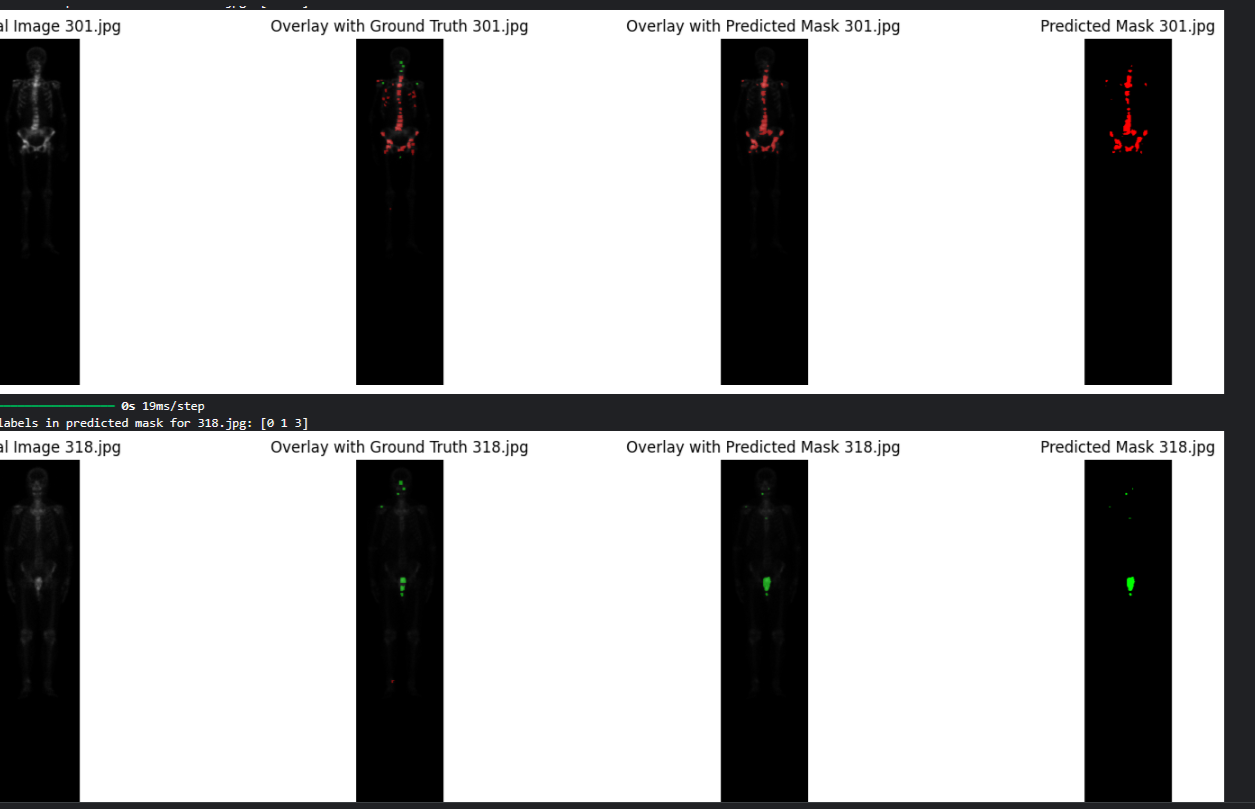 al Image 301.jpg Overlay with Ground Truth 301.jpg Overlay with Predicted Mask 301.jpg Predicted Mask 301.jpg
0s 19ms/step
labels in predicted mask for 318.jpg: [0 1 3]
al Image 318.jpg Overlay with Ground Truth 318.jpg Overlay with Predicted Mask 318.jpg Predicted Mask 318.jpg